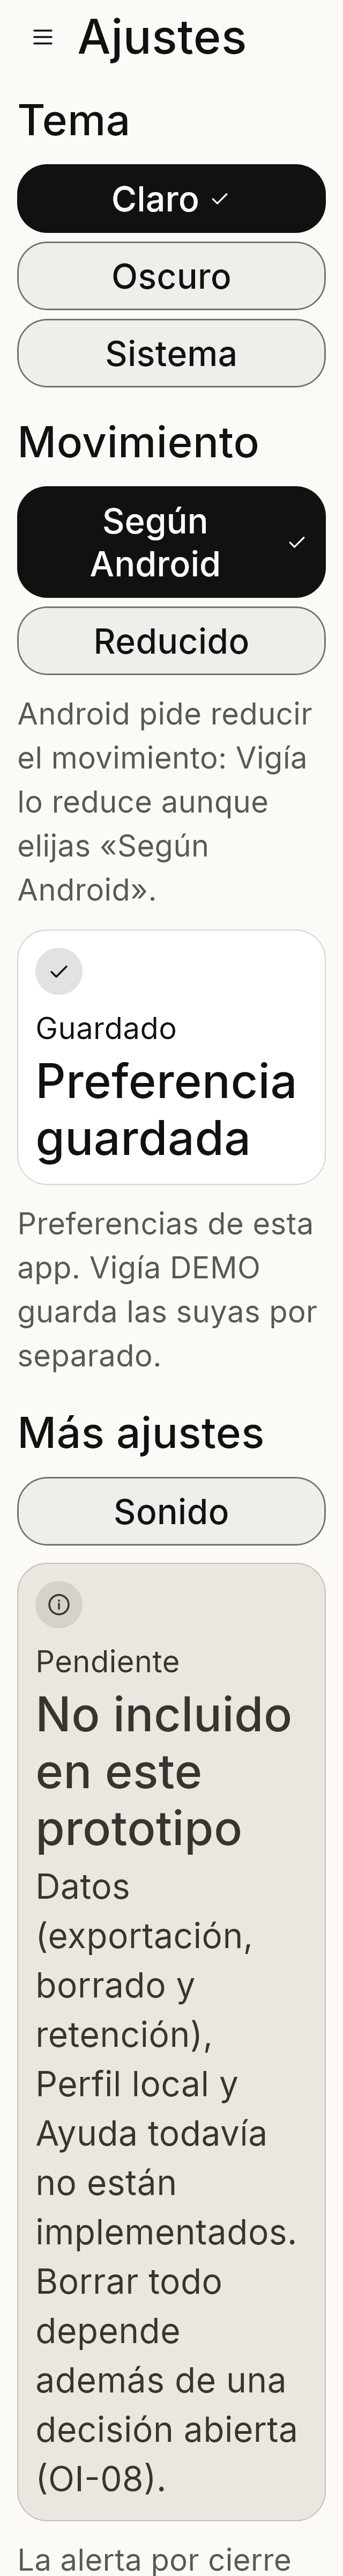 Ajustes
Tema
Claro
Oscuro
Sistema
Movimiento
Según
Android
Reducido
Android pide reducir
el movimiento: Vigía
lo reduce aunque
elijas «Según
Android».
Guardado
Preferencia
guardada
Preferencias de esta
app. Vigía DEMO
guarda las suyas por
separado.
Más ajustes
Sonido
Pendiente
No incluido
en este
prototipo
Datos
(exportación,
borrado y
retención),
Perfil local y
Ayuda todavía
no están
implementados.
Borrar todo
depende
además de una
decisión abierta
(OI-08).
La alerta por cierre